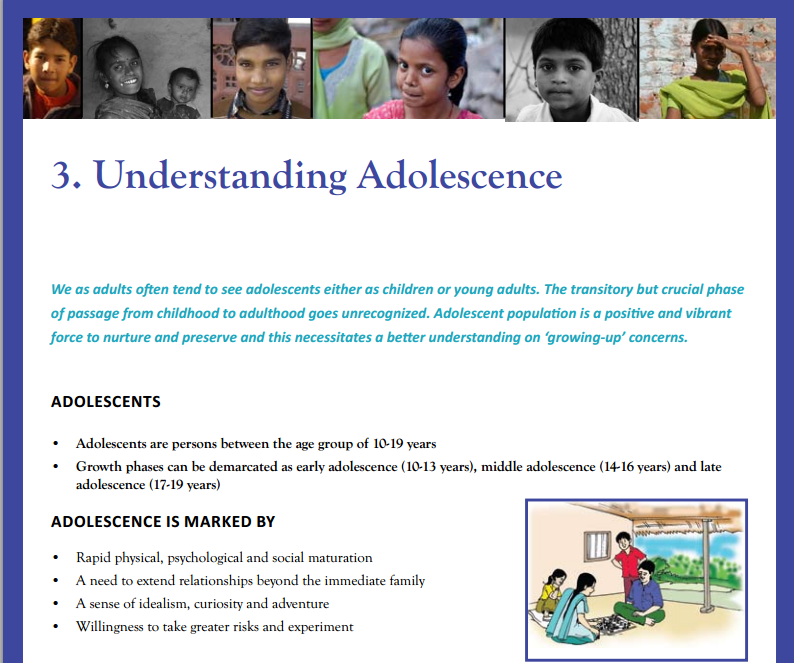 3. Understanding Adolescence
We as adults often tend to see adolescents either as children or young adults. The transitory but crucial phase
of passage from childhood to adulthood goes unrecognized. Adolescent population is a positive and vibrant
force to nurture and preserve and this necessitates a better understanding on ‘growing-up’ concerns.
ADOLESCENTS
• Adolescents are persons between the age group of 10-19 years
• Growth phases can be demarcated as early adolescence (10-13 years), middle adolescence (14-16 years) and late
adolescence (17-19 years)
ADOLESCENCE IS MARKED BY
• Rapid physical, psychological and social maturation
• A need to extend relationships beyond the immediate family
• A sense of idealism, curiosity and adventure
• Willingness to take greater risks and experiment